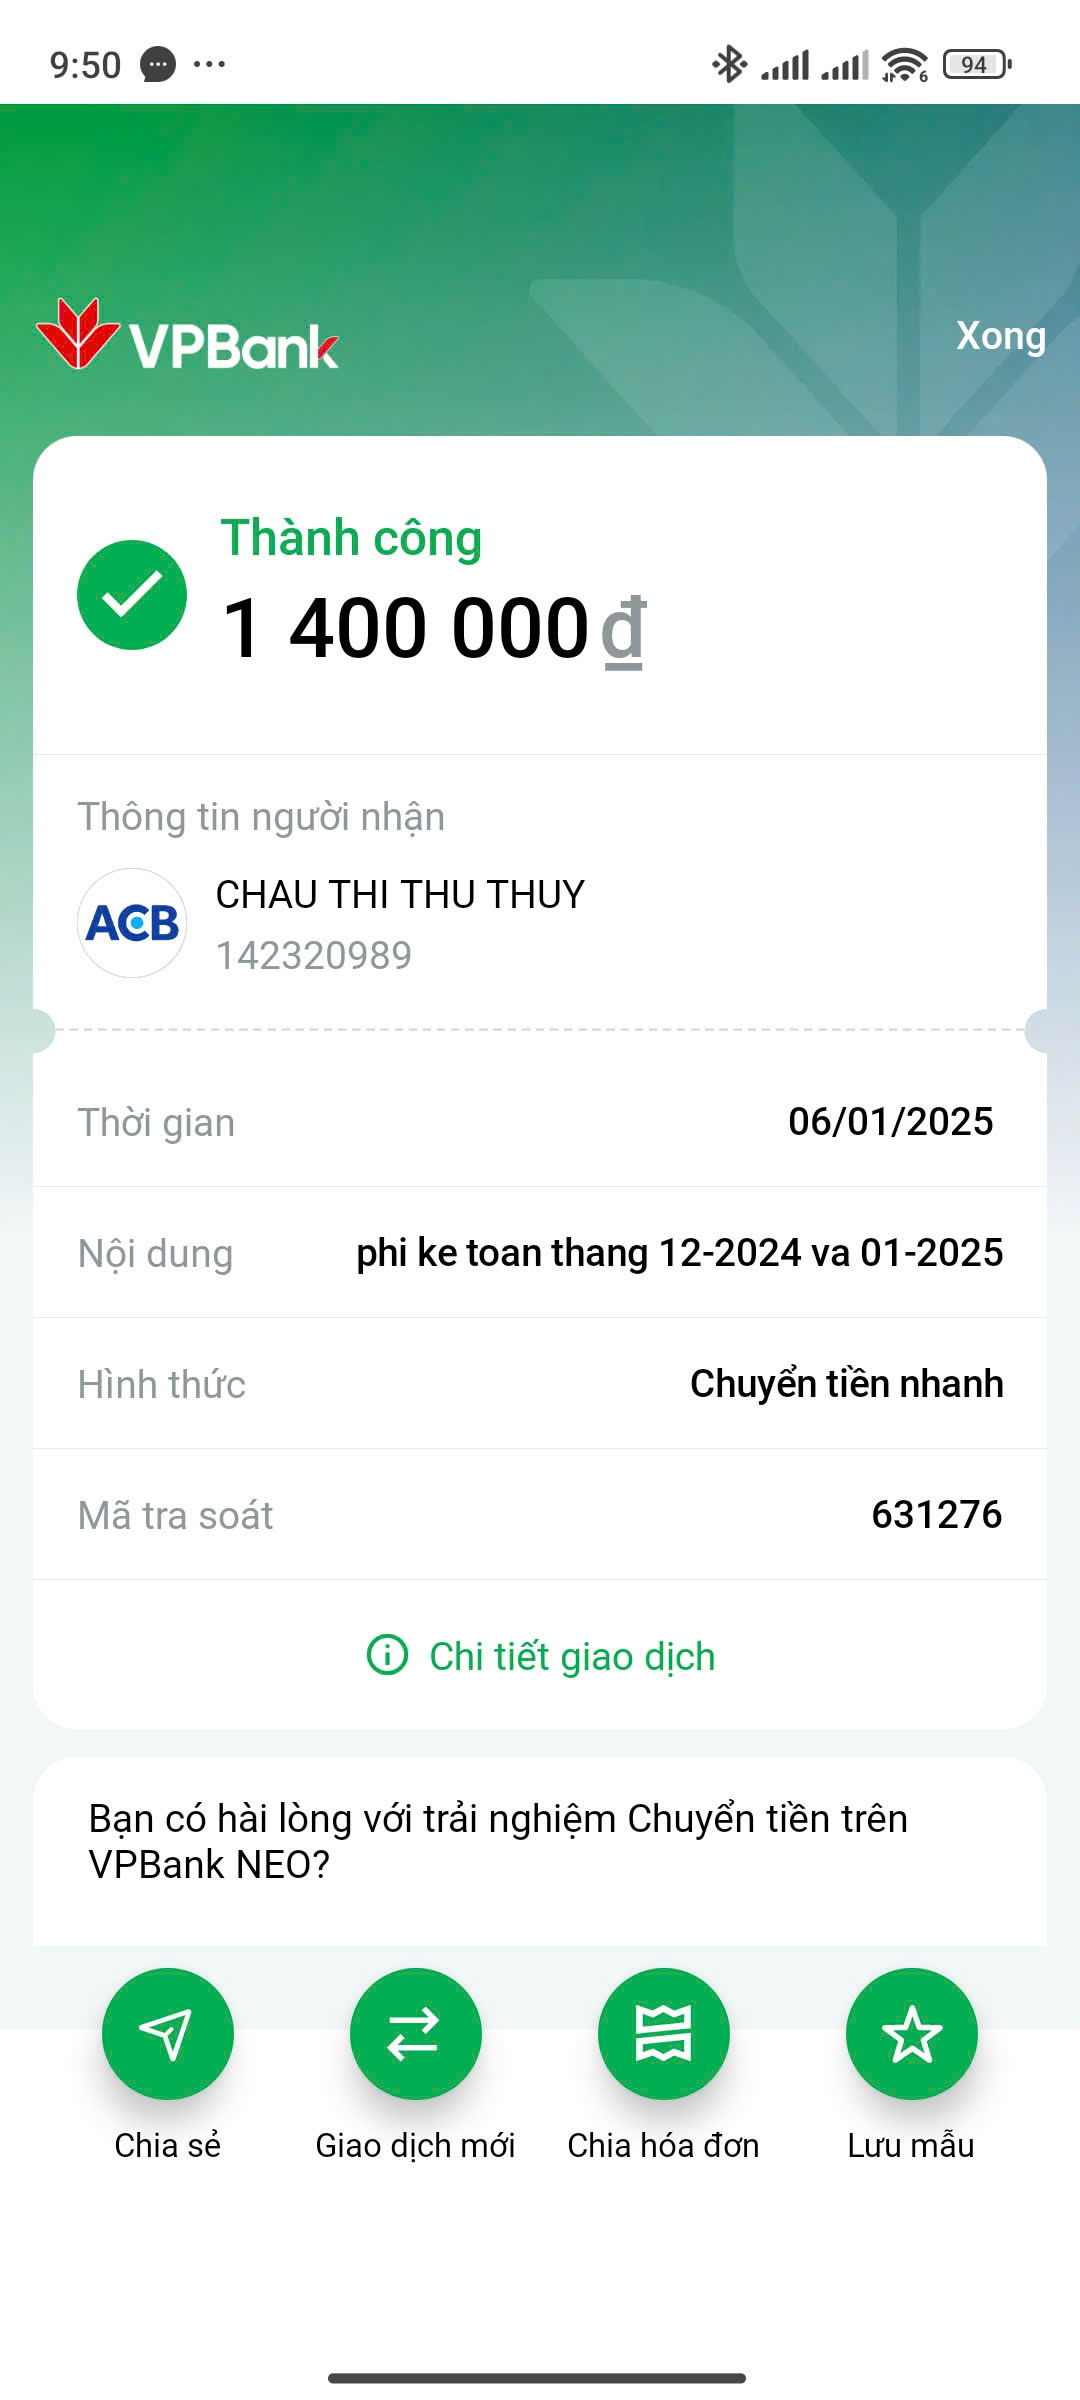 9:50
94
VPBank
Xong
Thành công
1 400 000 đ
Thông tin người nhận
ACB
CHAU THI THU THUY
142320989
Thời gian
06/01/2025
Nội dung
phi ke toan thang 12-2024 va 01-2025
Hình thức
Chuyển tiền nhanh
Mã tra soát
631276
Chi tiết giao dịch
Bạn có hài lòng với trải nghiệm Chuyển tiền trên
VPBank NEO?
Chia sẻ
Giao dịch mới
Chia hóa đơn
Lưu mẫu